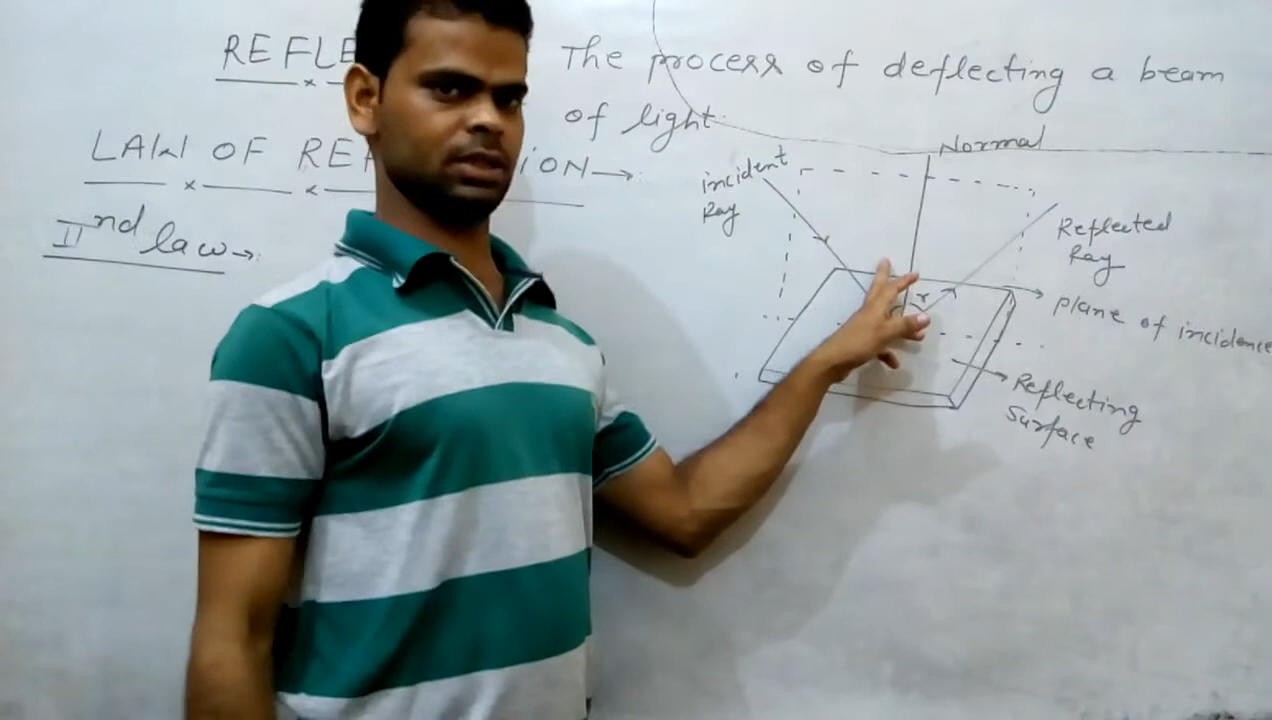 REFLE
The process of deflecting a beam
of light.
LAW OF REF ION→:
IInd law→:
Normal
incident
Ray
Reflected
Ray
r
plane of incidence
Reflecting
surface